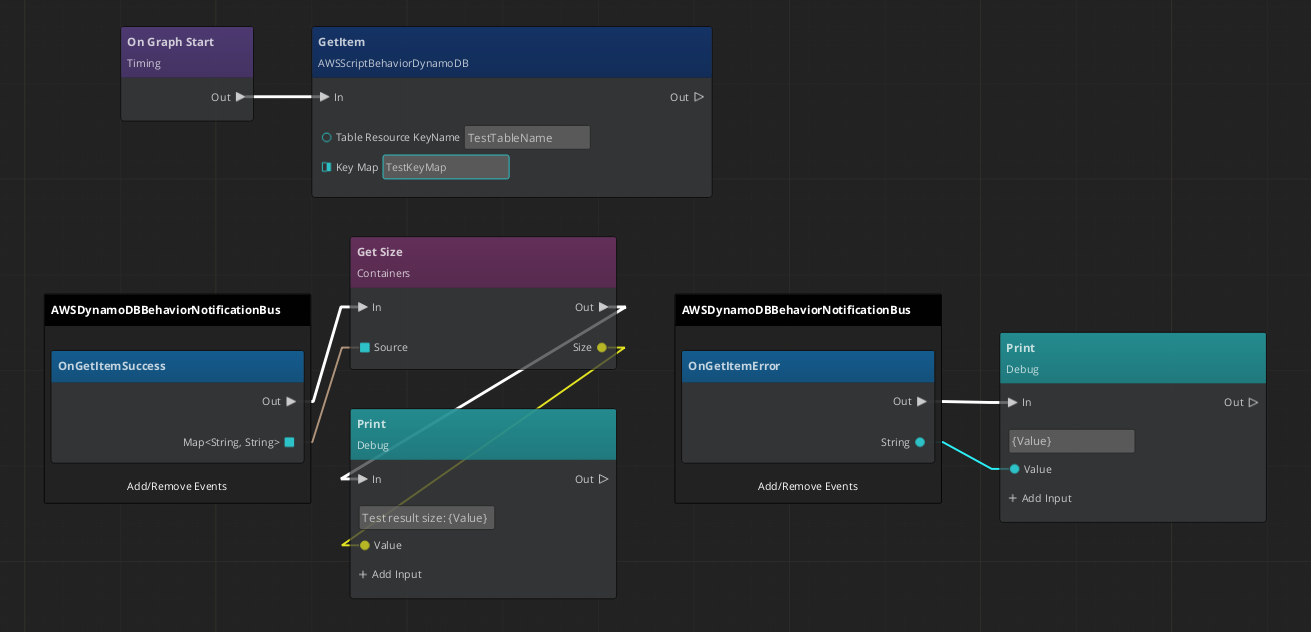 On Graph Start
Timing
Out
GetItem
AWSScriptBehaviorDynamoDB
In
Out
Table Resource KeyName
TestTableName
Key Map
TestKeyMap
Get Size
Containers
In
Out
Source
Size
AWSDynamoDBBehaviorNotificationBus
OnGetItemSuccess
Out
Map<String, String>
Add/Remove Events
Print
Debug
In
Out
Test result size: {Value}
Value
+ Add Input
AWSDynamoDBBehaviorNotificationBus
OnGetItemError
Out
String
Add/Remove Events
Print
Debug
In
Out
{Value}
Value
+ Add Input